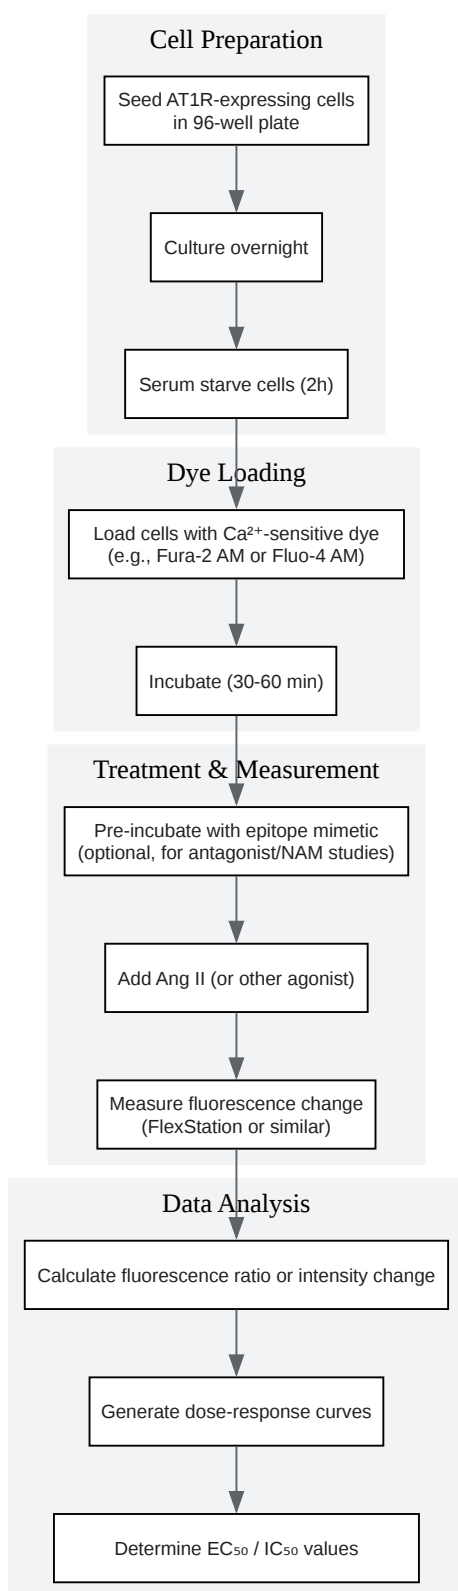 Cell Preparation
Seed AT1R-expressing cells
in 96-well plate
Culture overnight
Serum starve cells (2h)
Dye Loading
Load cells with Ca²⁺-sensitive dye
(e.g., Fura-2 AM or Fluo-4 AM)
Incubate (30-60 min)
Treatment & Measurement
Pre-incubate with epitope mimetic
(optional, for antagonist/NAM studies)
Add Ang II (or other agonist)
Measure fluorescence change
(FlexStation or similar)
Data Analysis
Calculate fluorescence ratio or intensity change
Generate dose-response curves
Determine EC₅₀ / IC₅₀ values